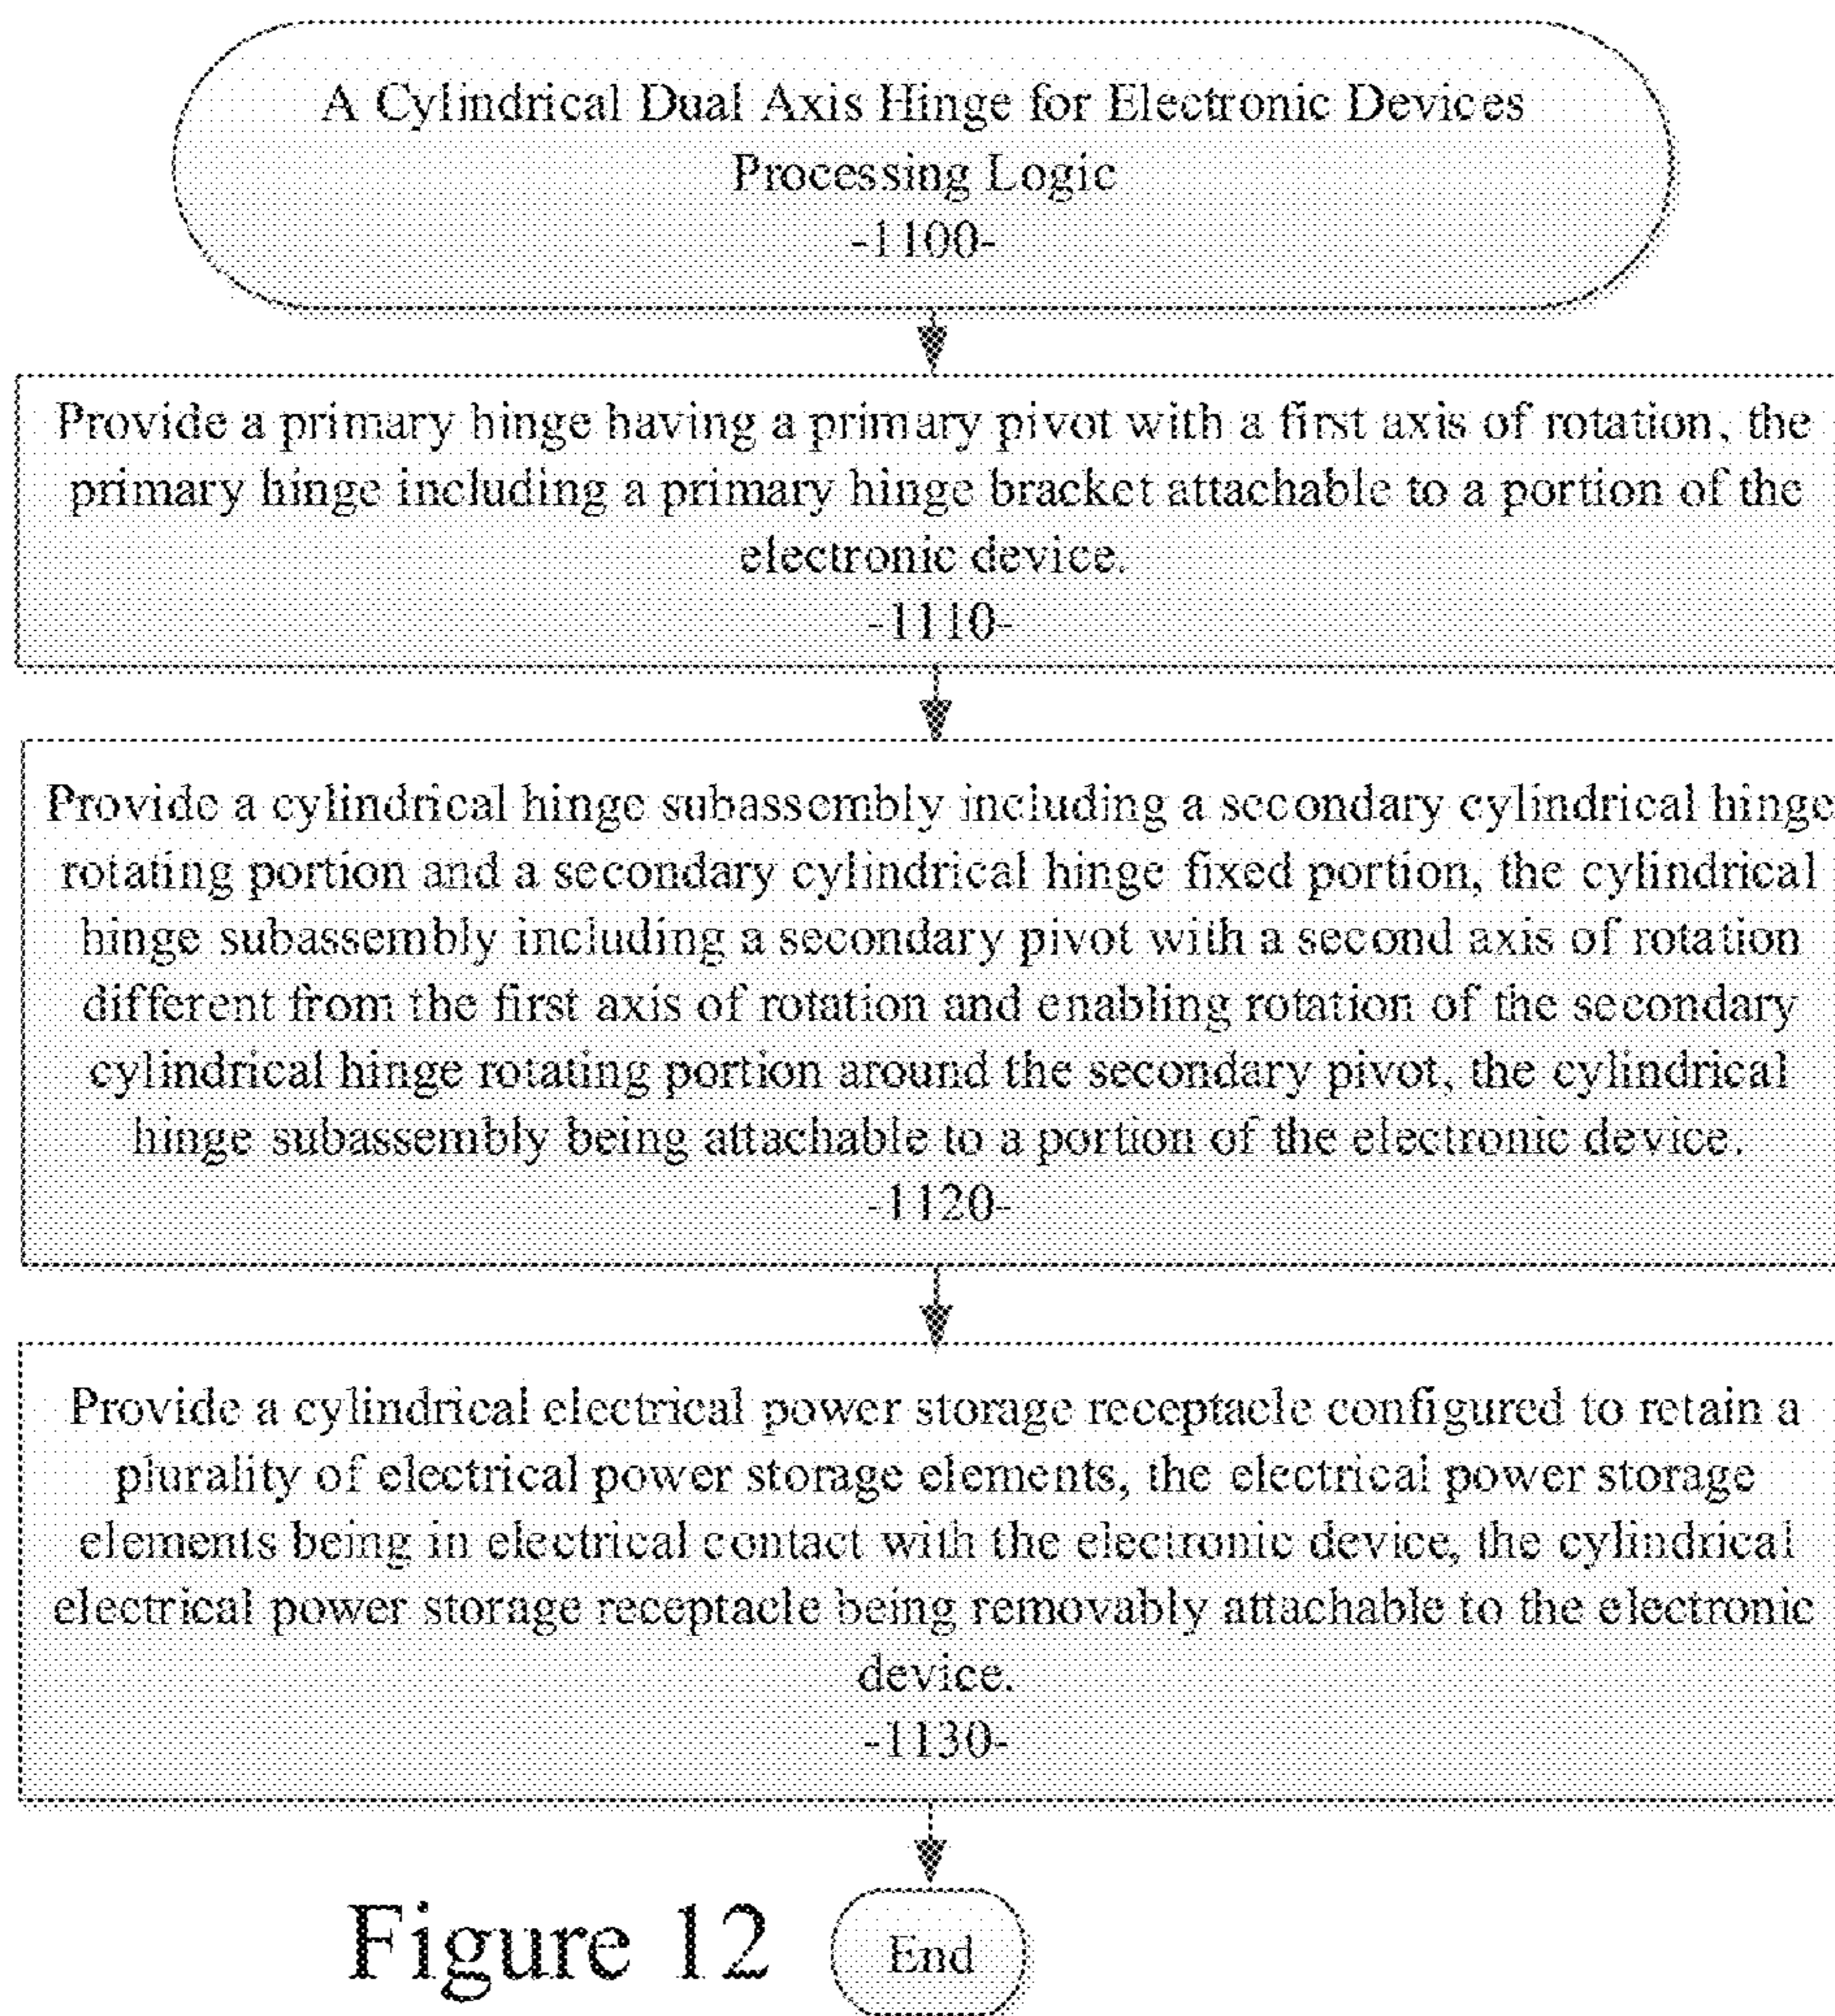 A Cylindrical Dual Axis Hinge for Electronic Devices
Processing Logic
-1100-
Provide a primary hinge having a primary pivot with a first axis of rotation, the
primary hinge including a primary hinge bracket attachable to a portion of the
electronic device.
-1110-
Provide a cylindrical hinge subassembly including a secondary cylindrical hinge
rotating portion and a secondary cylindrical hinge fixed portion, the cylindrical
hinge subassembly including a secondary pivot with a second axis of rotation
different from the first axis of rotation and enabling rotation of the secondary
cylindrical hinge rotating portion around the secondary pivot, the cylindrical
hinge subassembly being attachable to a portion of the electronic device.
-1120-
Provide a cylindrical electrical power storage receptacle configured to retain a
plurality of electrical power storage elements, the electrical power storage
elements being in electrical contact with the electronic device, the cylindrical
electrical power storage receptacle being removably attachable to the electronic
device.
-1130-
Figure 12
End